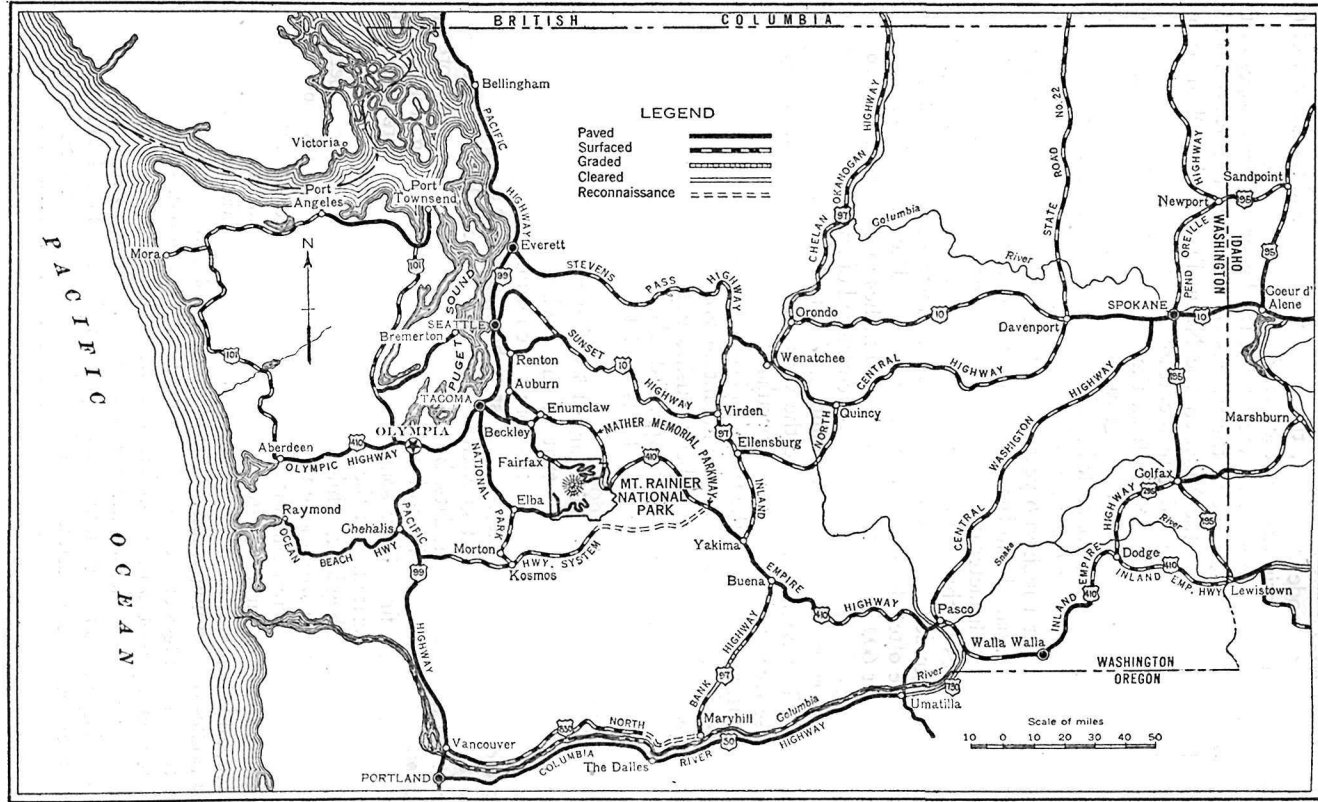 BRITISH COLUMBIA
Bellingham
PACIFIC
HIGHWAY
LEGEND
Paved
Surfaced
Graded
Cleared
Reconnaissance
Victoria
Port
Angeles
Port
Townsend
Mora
101
101
N
PACIFIC
OCEAN
Everett
99
PUGET SOUND
SEATTLE
Bremerton
STEVENS PASS HIGHWAY
CHELAN OKANOGAN HIGHWAY
97
Columbia
River
STATE ROAD No. 22
PEND OREILLE HIGHWAY
Newport
195
Sandpoint
WASHINGTON
IDAHO
95
SPOKANE
10
Coeur d'
Alene
Davenport
Orondo
10
Wenatchee
SUNSET
10
HIGHWAY
Renton
Auburn
TACOMA
Enumclaw
Beckley
Fairfax
MATHER MEMORIAL PARKWAY
410
MT. RAINIER
NATIONAL
PARK
Virden
97
Ellensburg
Quincy
NORTH CENTRAL HIGHWAY
CENTRAL WASHIGTON HIGHWAY
195
Marshburn
Aberdeen
410
OLYMPIC HIGHWAY
OLYMPIA
NATIONAL
PARK
HWY. SYSTEM
Elba
Raymond
OCEAN
BEACH HWY
Chehalis
PACIFIC
99
HIGHWAY
Morton
Kosmos
INLAND
EMPIRE
410
HIGHWAY
Yakima
Buena
Colfax
HIGHWAY
295
195
Snake
River
Dodge
INLAND EMPIRE
410
INLAND EMP. HWY
410
Lewistown
Pasco
Walla Walla
WASHINGTON
OREGON
730
Umatilla
BANK HIGHWAY
97
Maryhill
Columbia
River
830
NORTH
COLUMBIA RIVER HIGHWAY
30
The Dalles
Vancouver
PORTLAND
Scale of miles
10 0 10 20 30 40 50